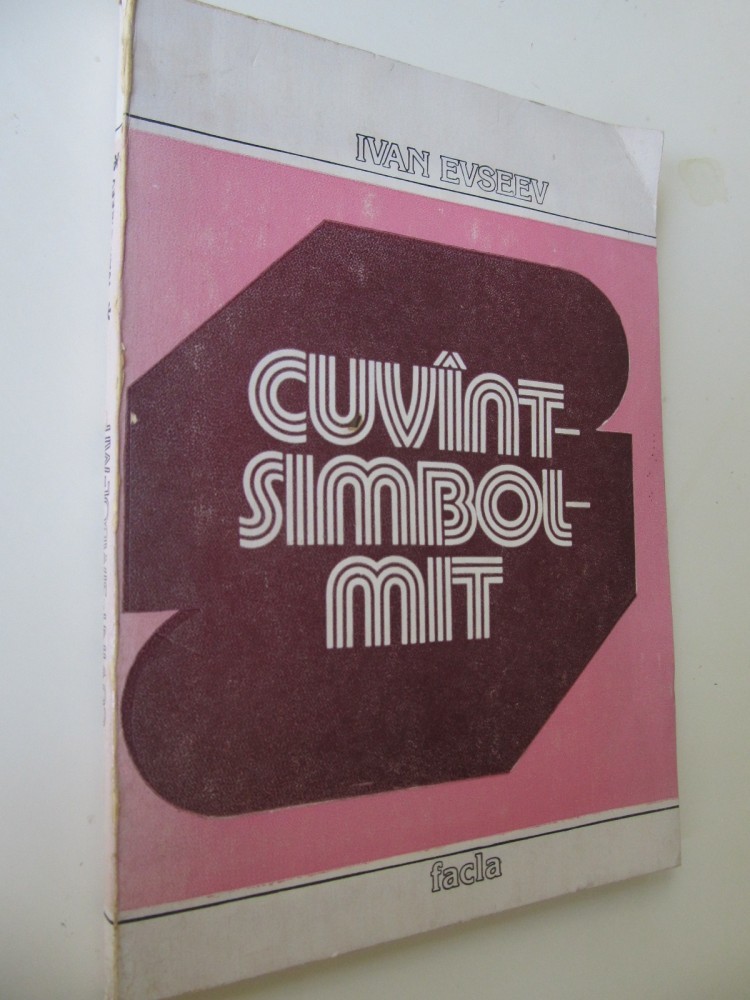 IVAN EVSEEV
CUVÎNT-
SIMBOL-
MIT
facla